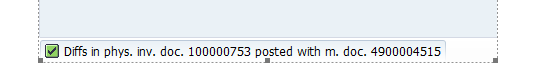 Diffs in phys. inv. doc. 100000753 posted with m. doc. 4900004515